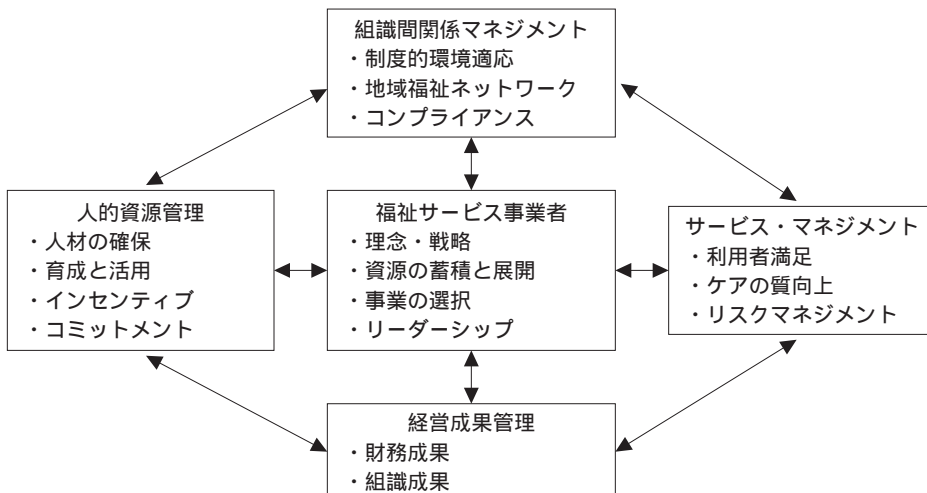 組識間関係マネジメント
・制度的環境適応
・地域福祉ネットワーク
・コンプライアンス
人的資源管理
・人材の確保
・育成と活用
・インセンティブ
・コミットメント
福祉サービス事業者
・理念・戦略
・資源の蓄積と展開
・事業の選択
・リーダーシップ
サービス・マネジメント
・利用者満足
・ケアの質向上
・リスクマネジメント
経営成果管理
・財務成果
・組識成果